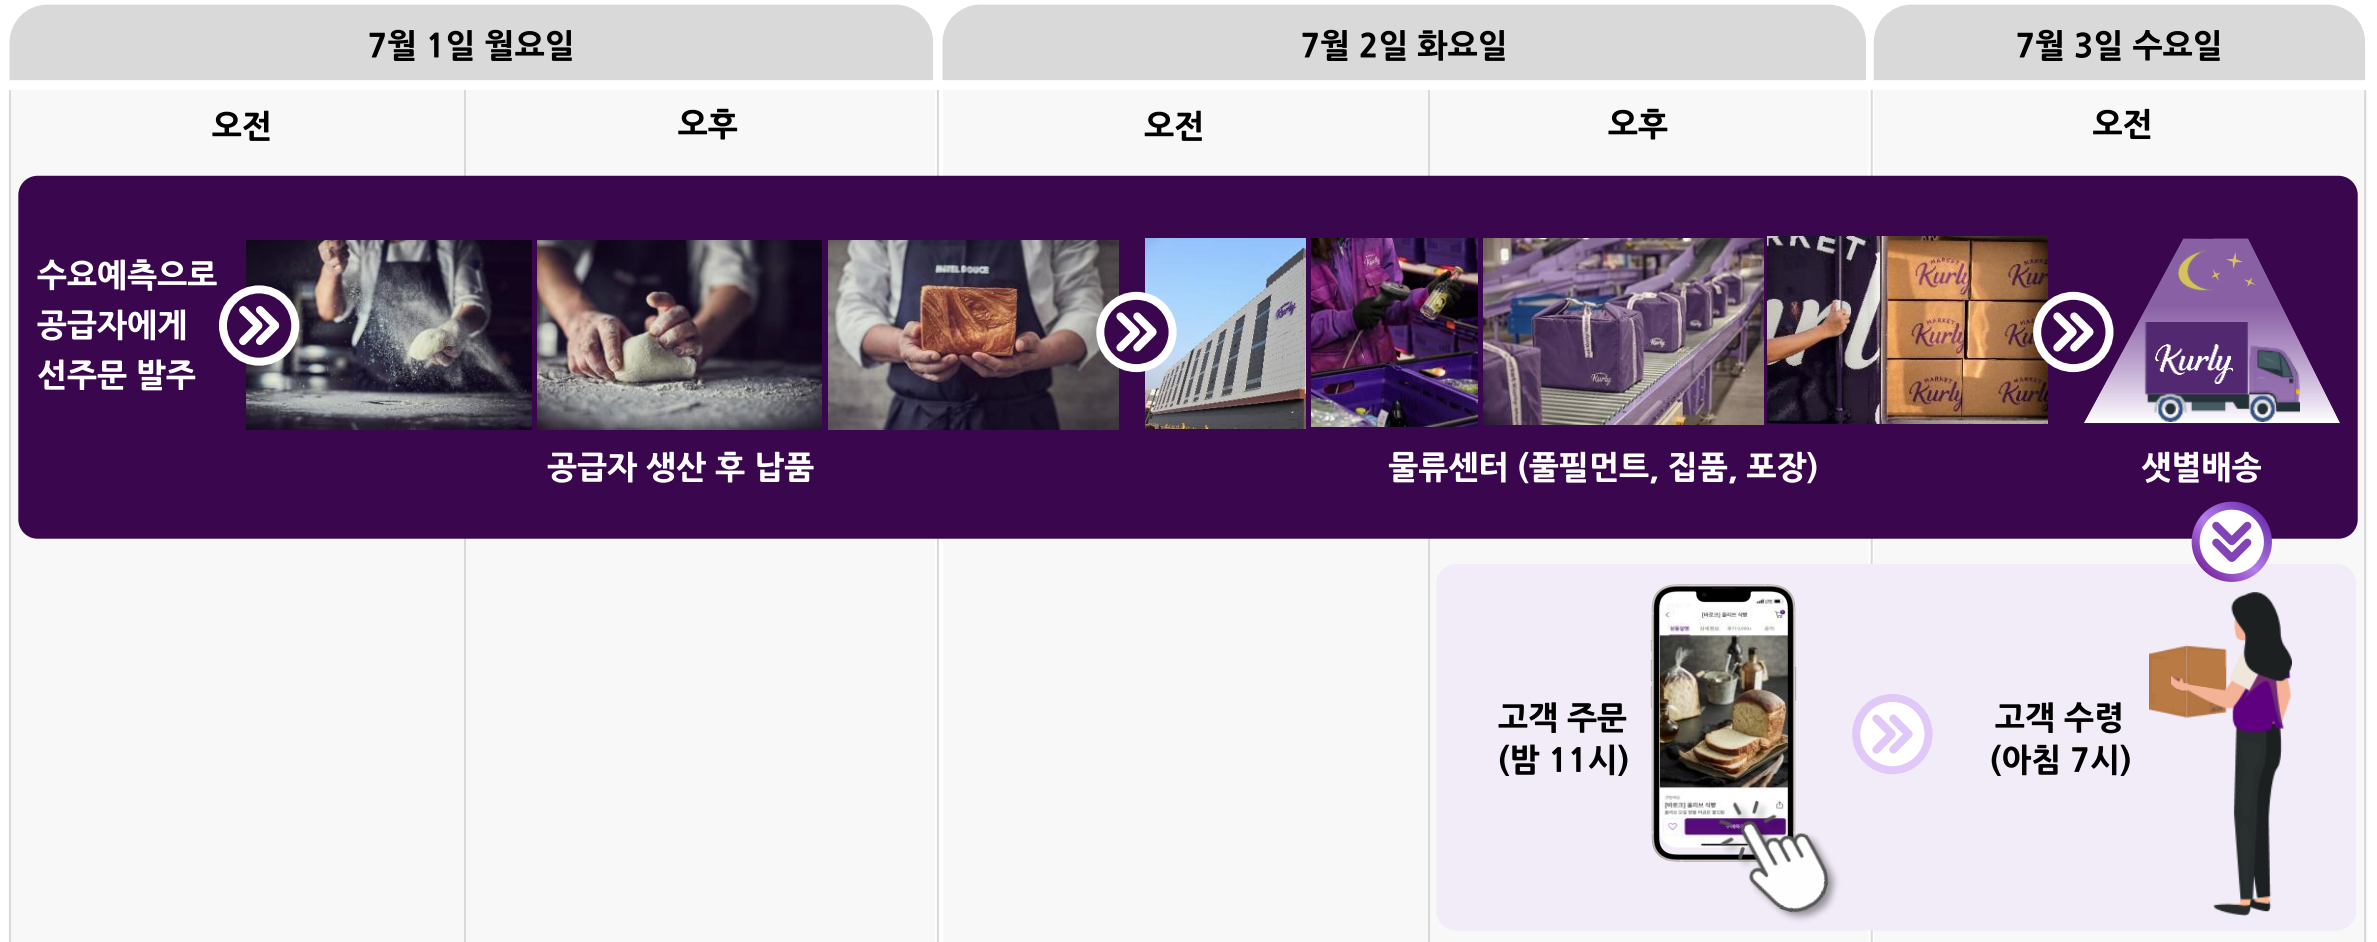 7월 1일 월요일
7월 2일 화요일
7월 3일 수요일
오전
오후
오전
오후
오전
수요예측으로
공급자에게
선주문 발주
Kurly
공급자 생산 후 납품
물류센터 (풀필먼트, 집품, 포장)
샛별배송
고객 주문
(밤 11시)
고객 수령
(아침 7시)